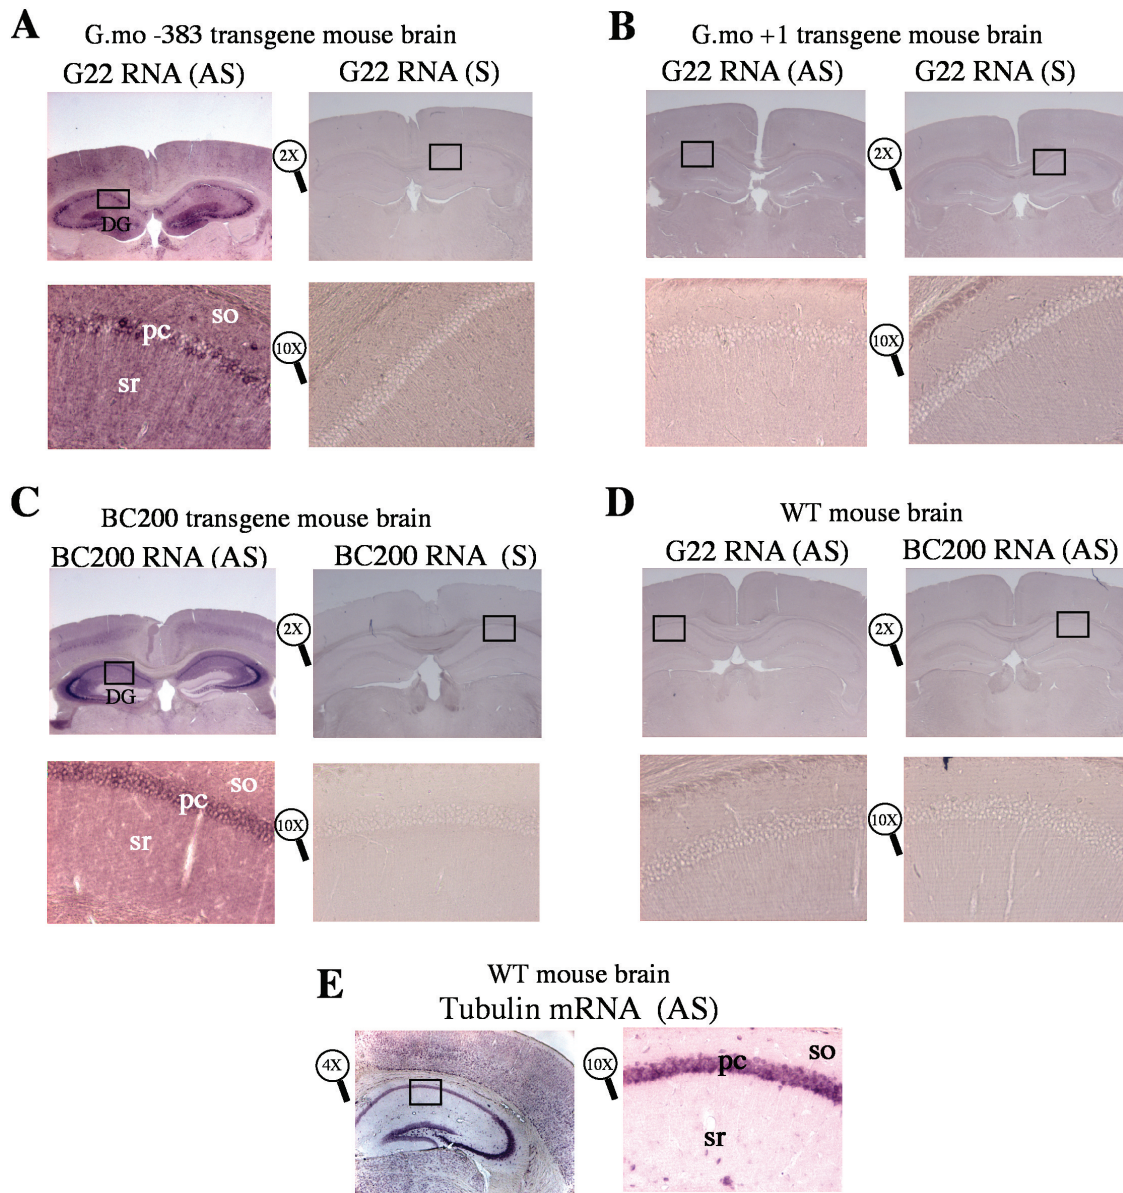 A
G.mo -383 transgene mouse brain
G22 RNA (AS)
G22 RNA (S)
2X
DG
so
pc
sr
10X
B
G.mo +1 transgene mouse brain
G22 RNA (AS)
G22 RNA (S)
2X
10X
C
BC200 transgene mouse brain
BC200 RNA (AS)
BC200 RNA (S)
2X
DG
so
pc
sr
10X
D
WT mouse brain
G22 RNA (AS)
BC200 RNA (AS)
2X
10X
E
WT mouse brain
Tubulin mRNA (AS)
4X
10X
pc
so
sr